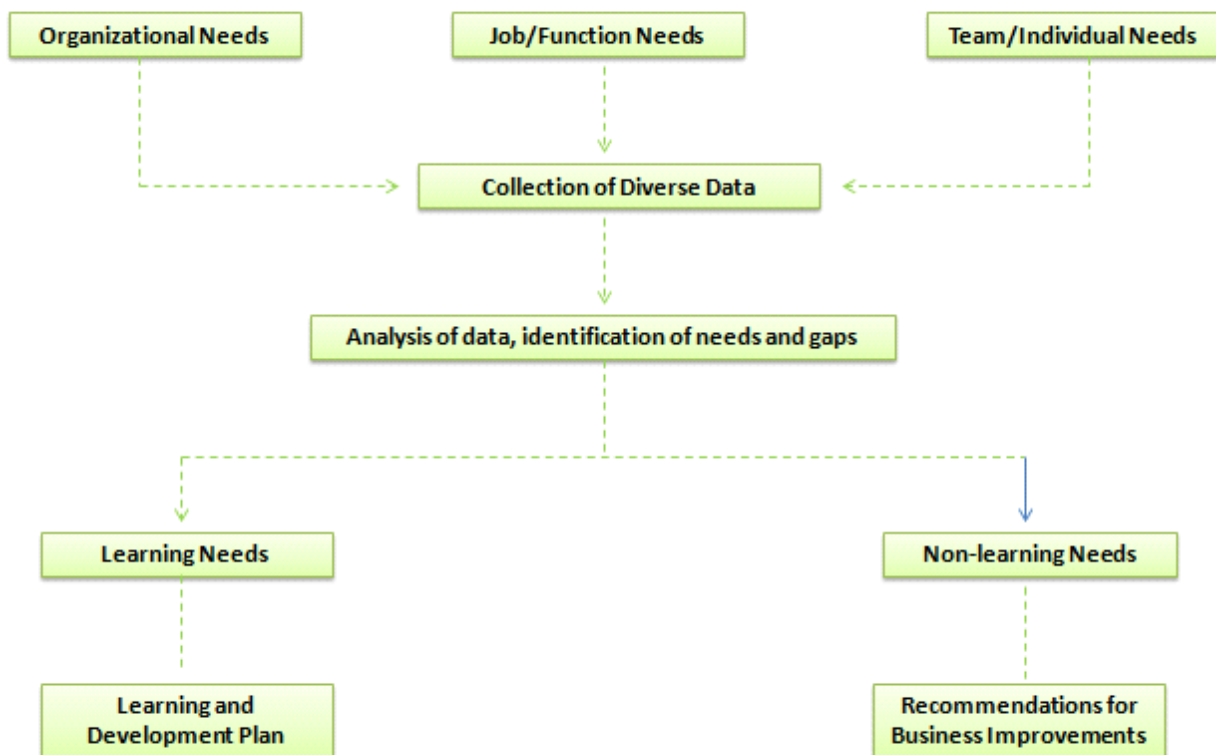 Organizational Needs
Job/Function Needs
Team/Individual Needs
Collection of Diverse Data
Analysis of data, identification of needs and gaps
Learning Needs
Non-learning Needs
Learning and
Development Plan
Recommendations for
Business Improvements